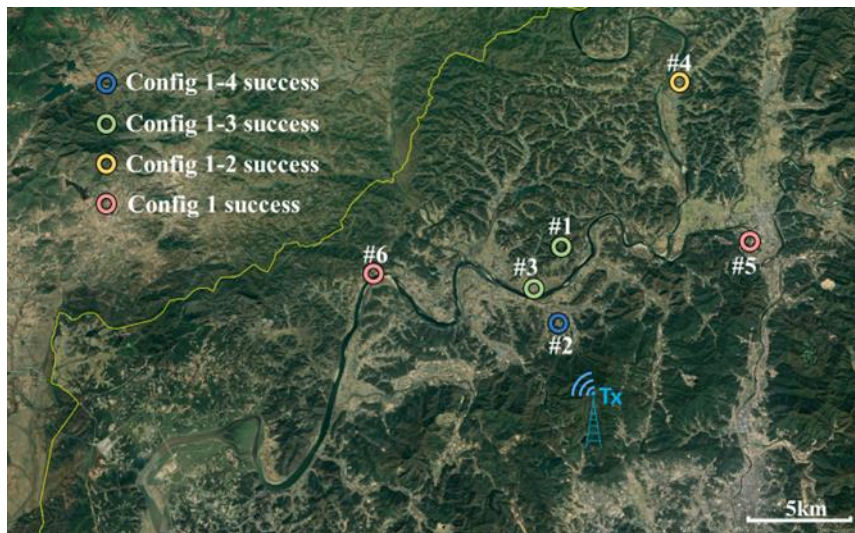 Config 1-4 success
Config 1-3 success
Config 1-2 success
Config 1 success
#4
#1
#5
#6
#3
#2
Tx
5km